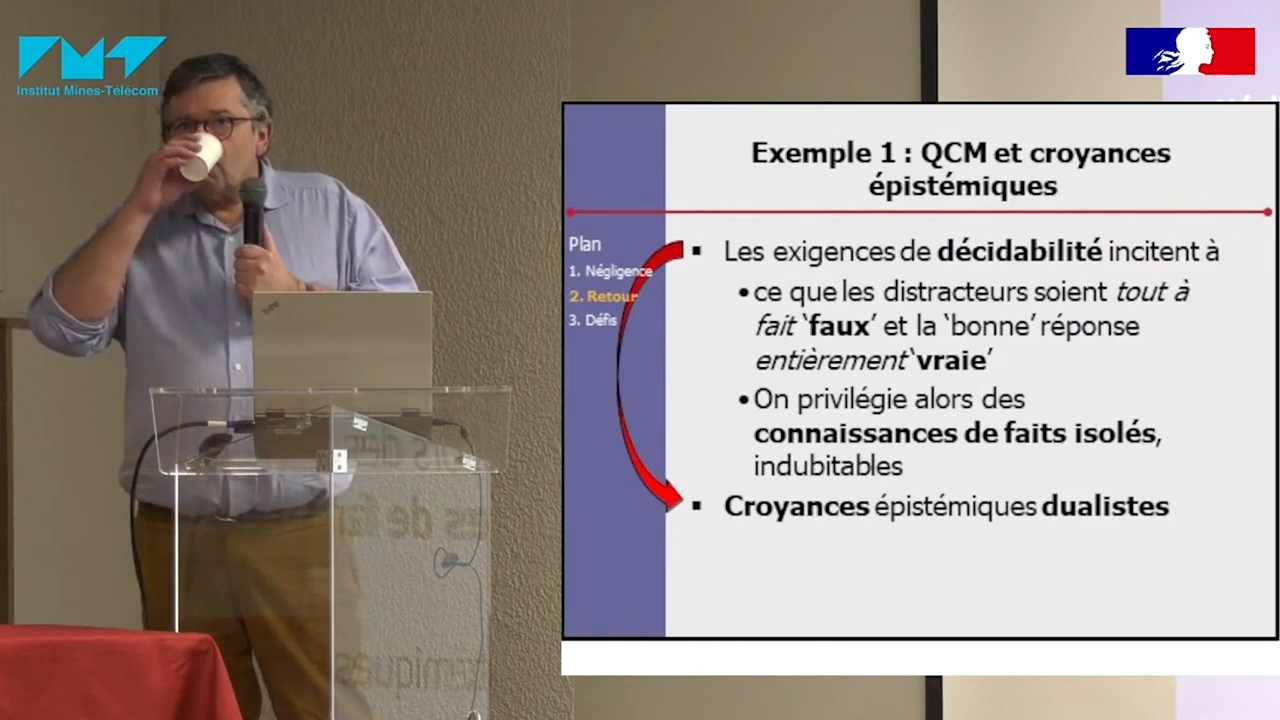 Institut Mines-Télécom
Exemple 1 : QCM et croyances
épistémiques
Plan
1. Négligence
2. Retour
3. Défis
▪ Les exigences de décidabilité incitent à
• ce que les distracteurs soient tout à
fait ‘faux’ et la ‘bonne’ réponse
entièrement ‘vraie’
• On privilégie alors des
connaissances de faits isolés,
indubitables
▪ Croyances épistémiques dualistes